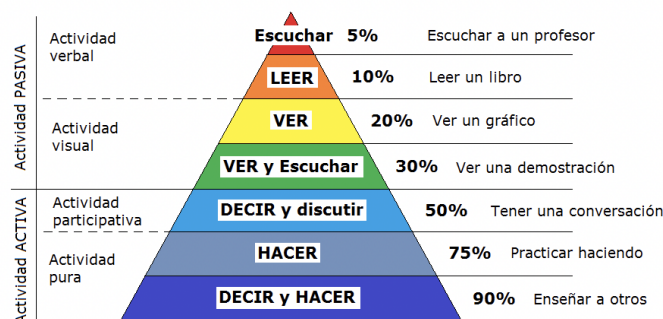 Actividad PASIVA
Actividad ACTIVA
Actividad
verbal
Actividad
visual
Actividad
participativa
Actividad
pura
Escuchar 5% Escuchar a un profesor
LEER 10% Leer un libro
VER 20% Ver un gráfico
VER y Escuchar 30% Ver una demostración
DECIR y discutir 50% Tener una conversación
HACER 75% Practicar haciendo
DECIR y HACER 90% Enseñar a otros